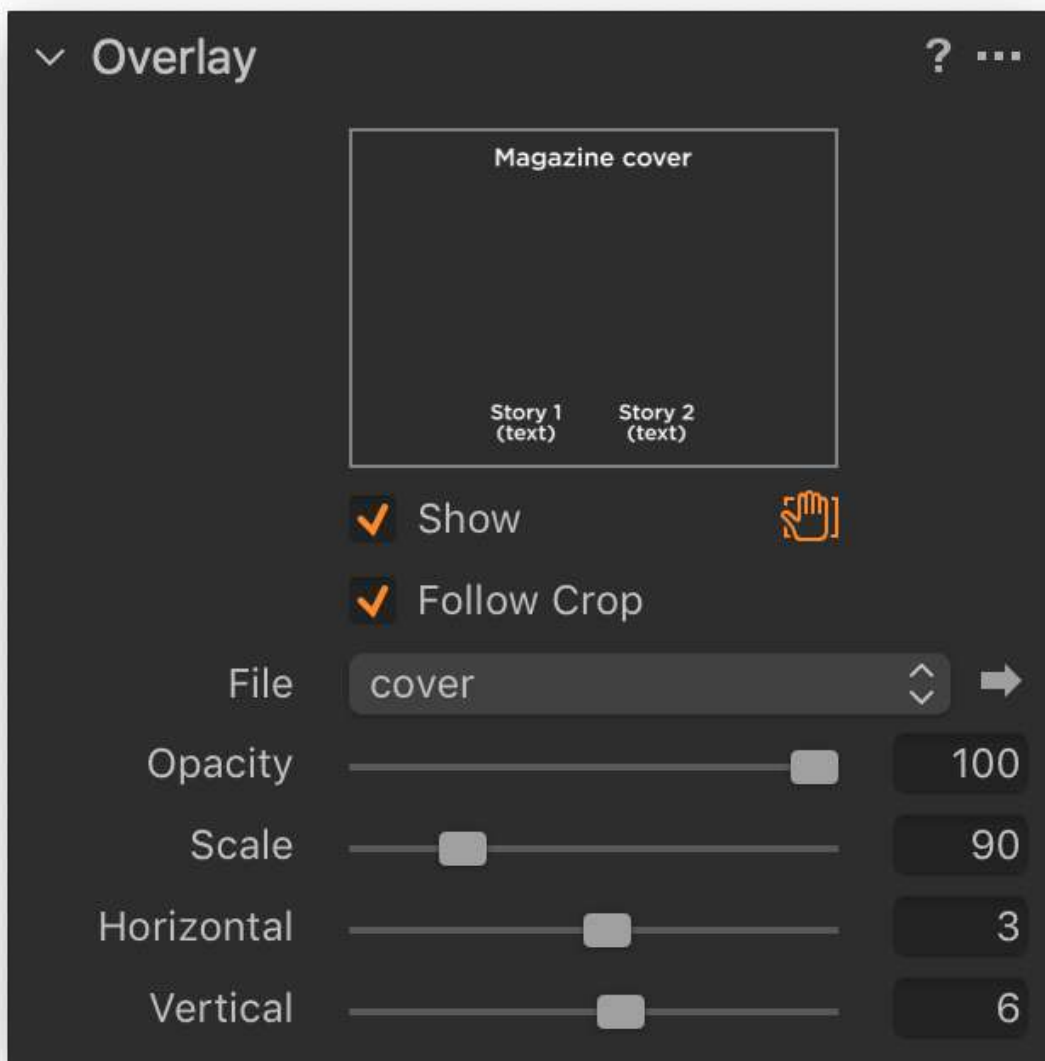 Overlay ? ...
Magazine cover
Story 1 Story 2
(text) (text)
Show
Follow Crop
File cover
Opacity 100
Scale 90
Horizontal 3
Vertical 6